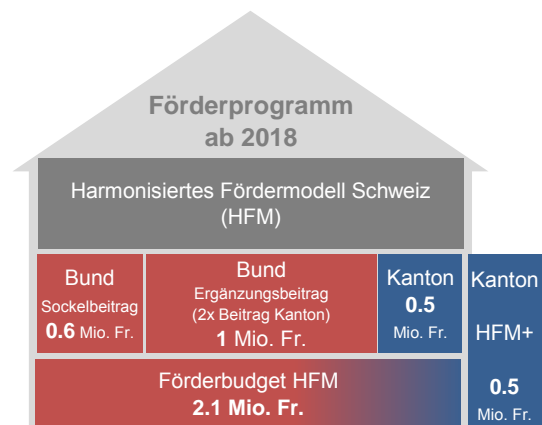 Förderprogramm
ab 2018
Harmonisiertes Fördermodell Schweiz
(HFM)
Bund
Sockelbeitrag
0.6 Mio. Fr.
Bund
Ergänzungsbeitrag
(2x Beitrag Kanton)
1 Mio. Fr.
Kanton
0.5
Mio. Fr.
Kanton
HFM+
0.5
Mio. Fr.
Förderbudget HFM
2.1 Mio. Fr.